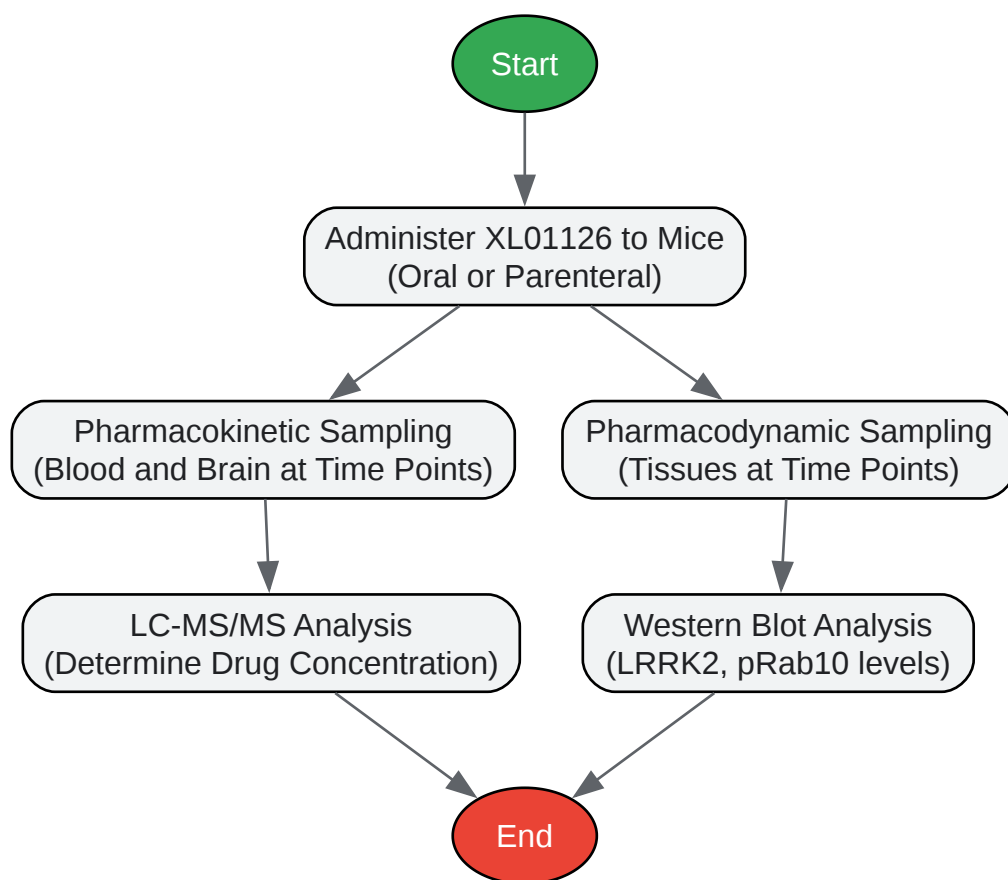 Start
Administer XL01126 to Mice
(Oral or Parenteral)
Pharmacokinetic Sampling
(Blood and Brain at Time Points)
Pharmacodynamic Sampling
(Tissues at Time Points)
LC-MS/MS Analysis
(Determine Drug Concentration)
Western Blot Analysis
(LRRK2, pRab10 levels)
End